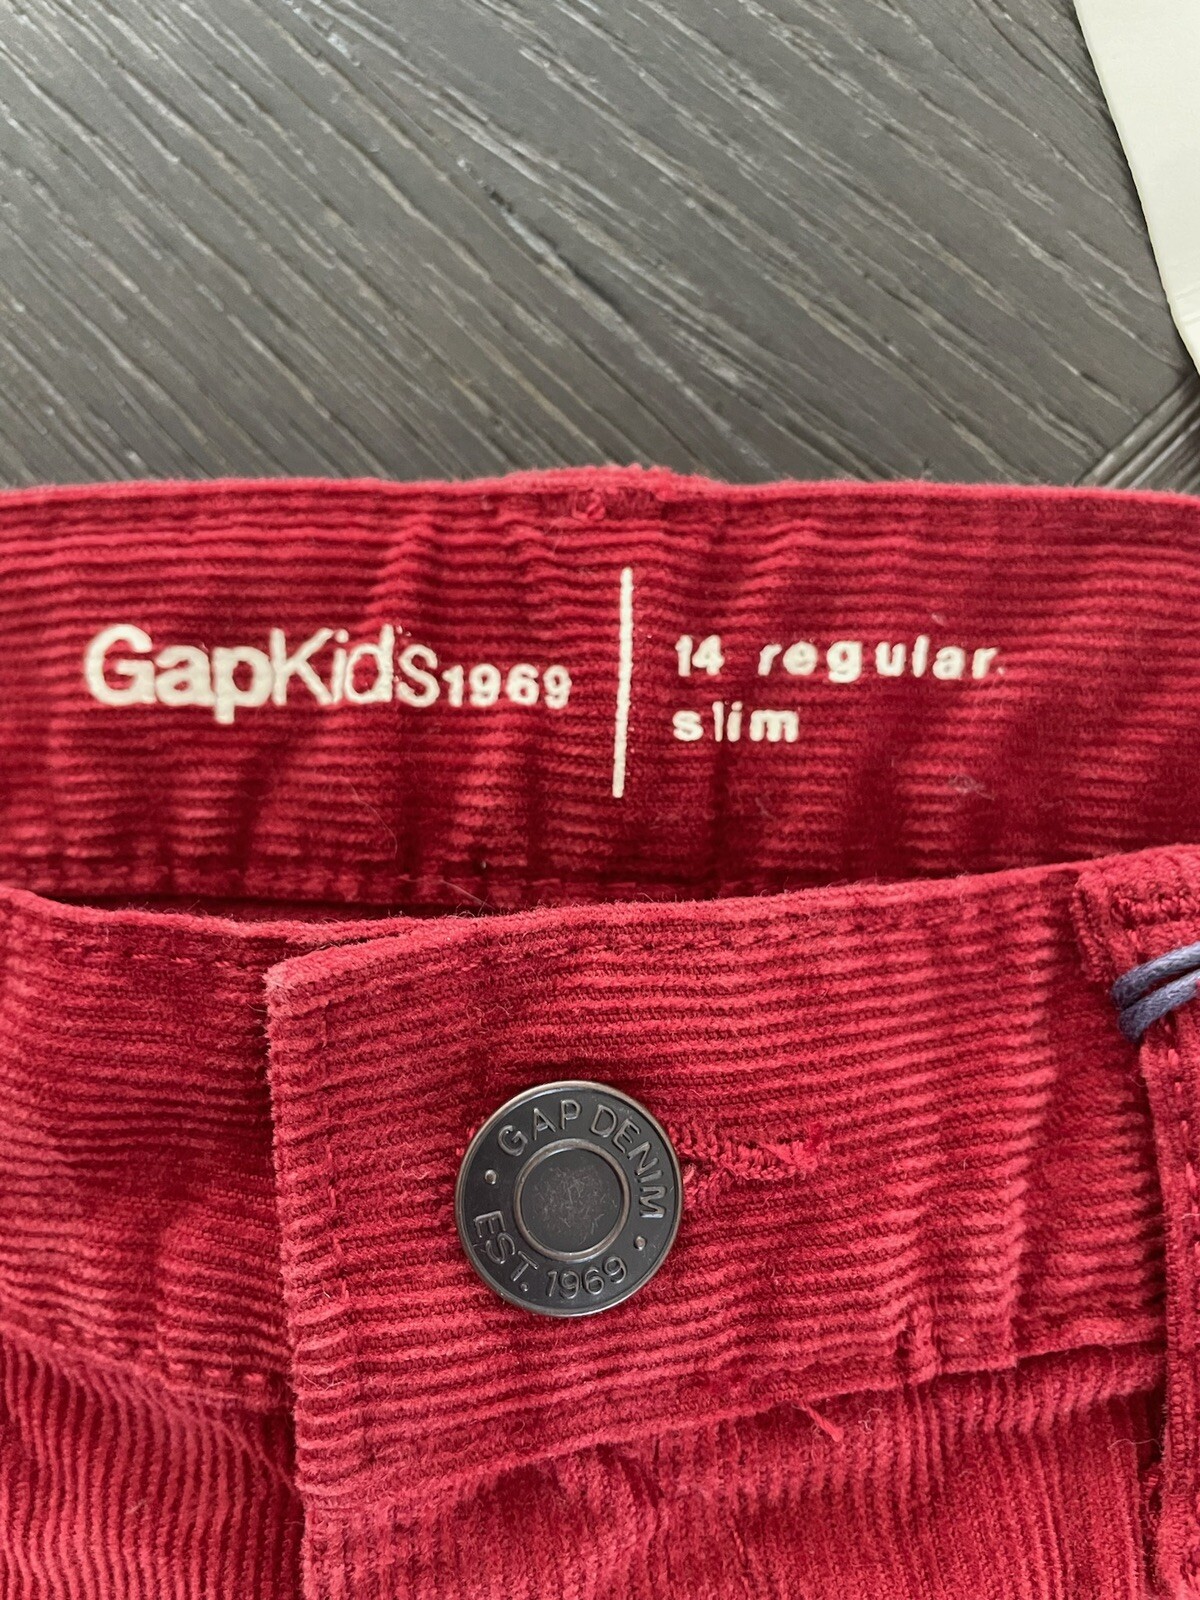 GapKids1969
14 regular
slim
GAP DENIM
EST. 1969